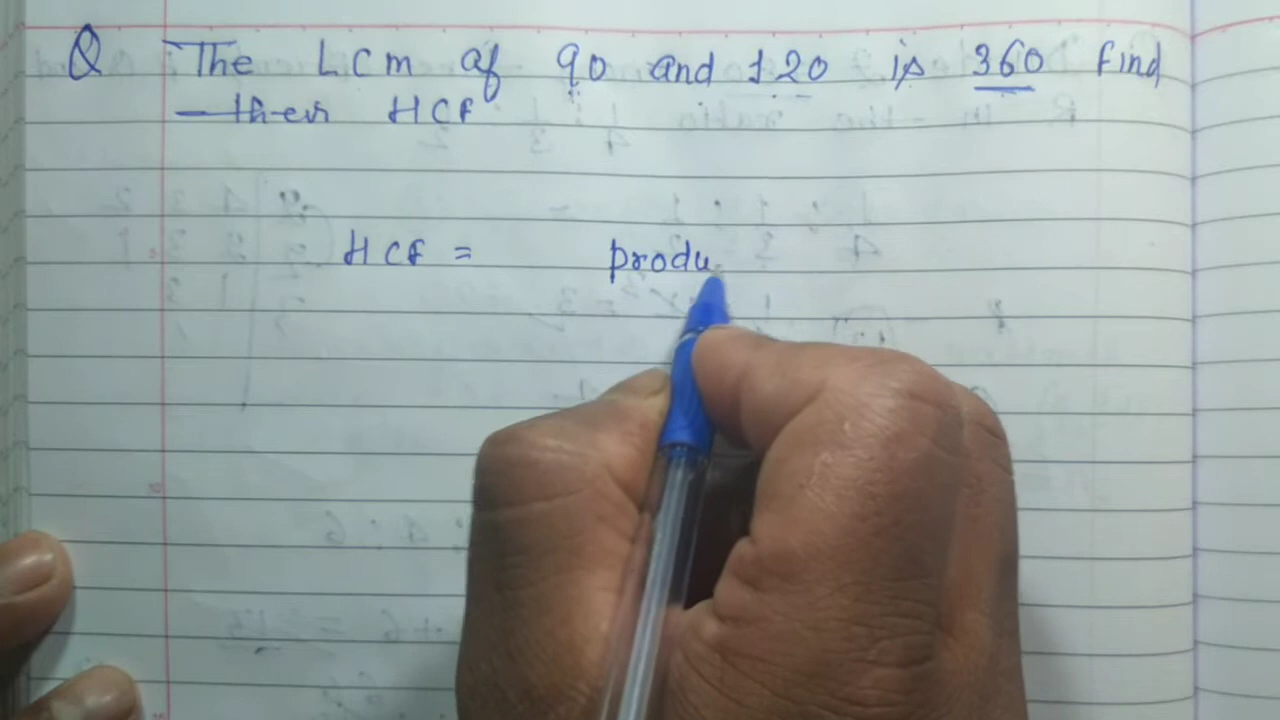 Q The LCM of 90 and 120 is 360 find
their HCF
HCF = produ